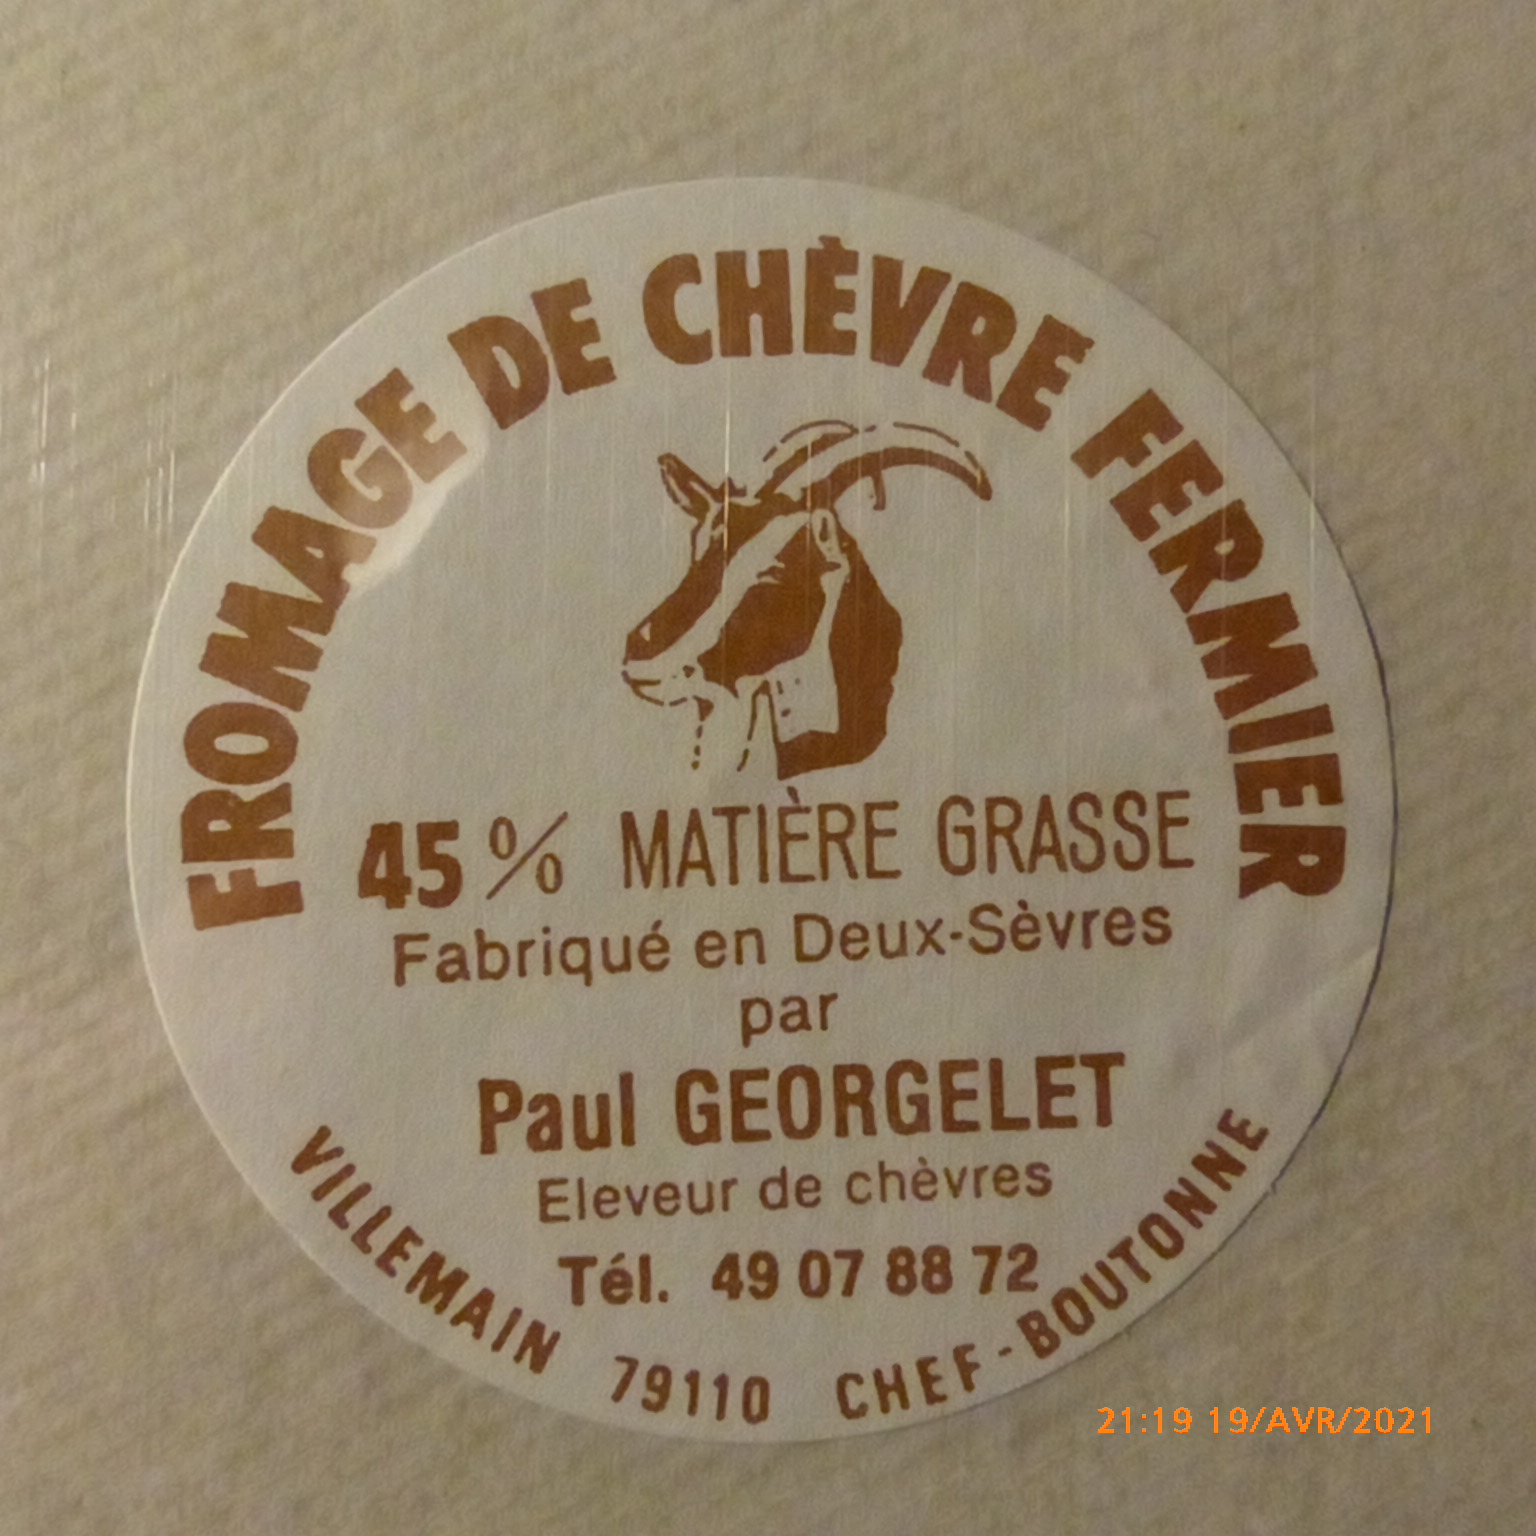 FROMAGE DE CHÈVRE FERMIER
45% MATIÈRE GRASSE
Fabriqué en Deux-Sèvres
par
Paul GEORGELET
Eleveur de chèvres
Tél. 49 07 88 72
VILLEMAIN 79110 CHEF-BOUTONNE
21:19 19/AVR/2021